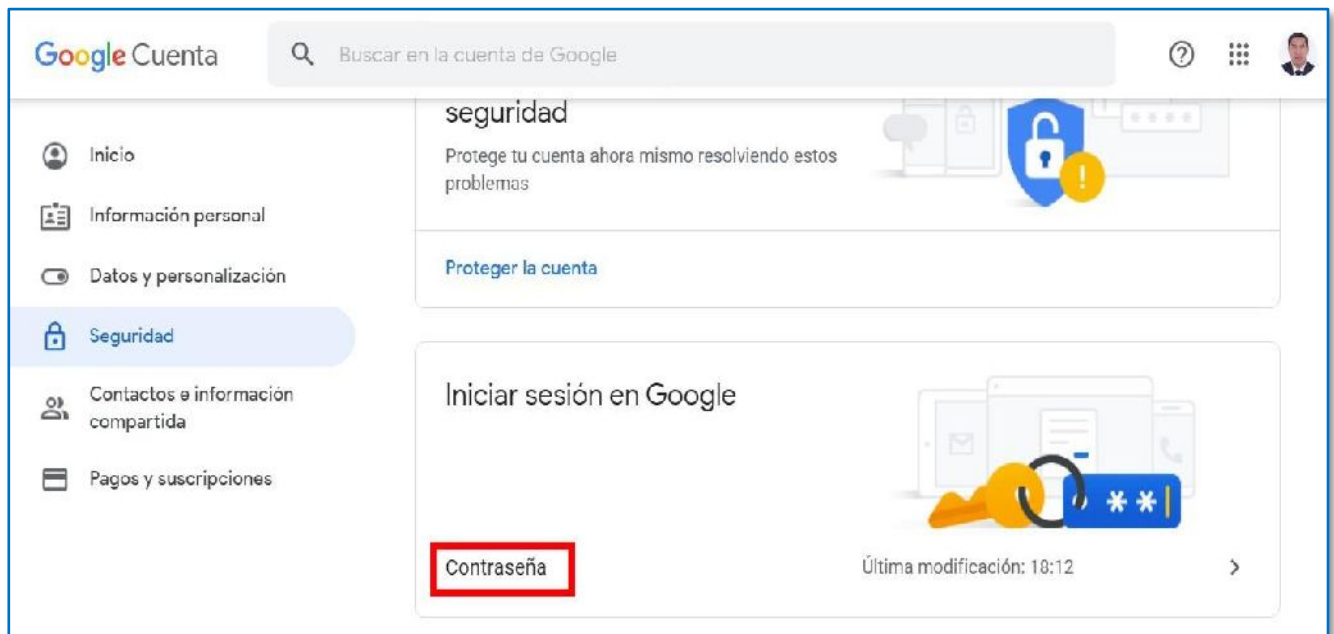 Google Cuenta
Buscar en la cuenta de Google
Inicio
Información personal
Datos y personalización
Seguridad
Contactos e información
compartida
Pagos y suscripciones
seguridad
Protege tu cuenta ahora mismo resolviendo estos
problemas
Proteger la cuenta
Iniciar sesión en Google
**
Contraseña
Última modificación: 18:12